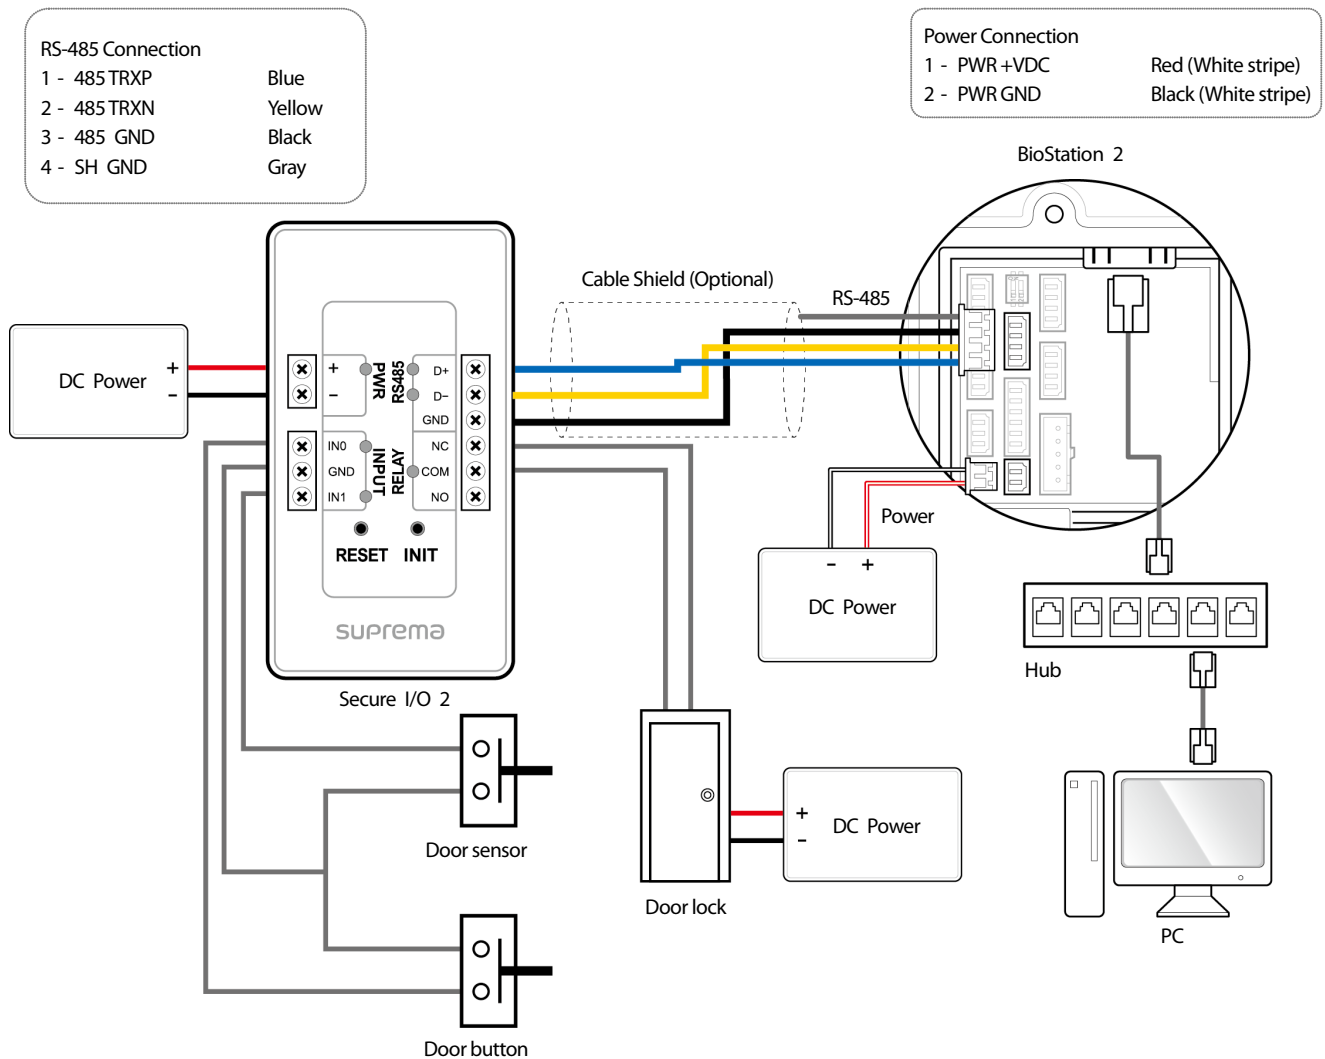 RS-485 Connection
1 - 485 TRXP Blue
2 - 485 TRXN Yellow
3 - 485 GND Black
4 - SH GND Gray
Power Connection
1 - PWR +VDC Red (White stripe)
2 - PWR GND Black (White stripe)
BioStation 2
Cable Shield (Optional)
RS-485
DC Power
+
-
+
-
PWR
RS485
D+
D-
GND
IN0
GND
IN1
INPUT
RELAY
NC
COM
NO
RESET INIT
suprema
Secure I/O 2
Power
- +
DC Power
Hub
Door sensor
Door lock
+
-
DC Power
PC
Door button